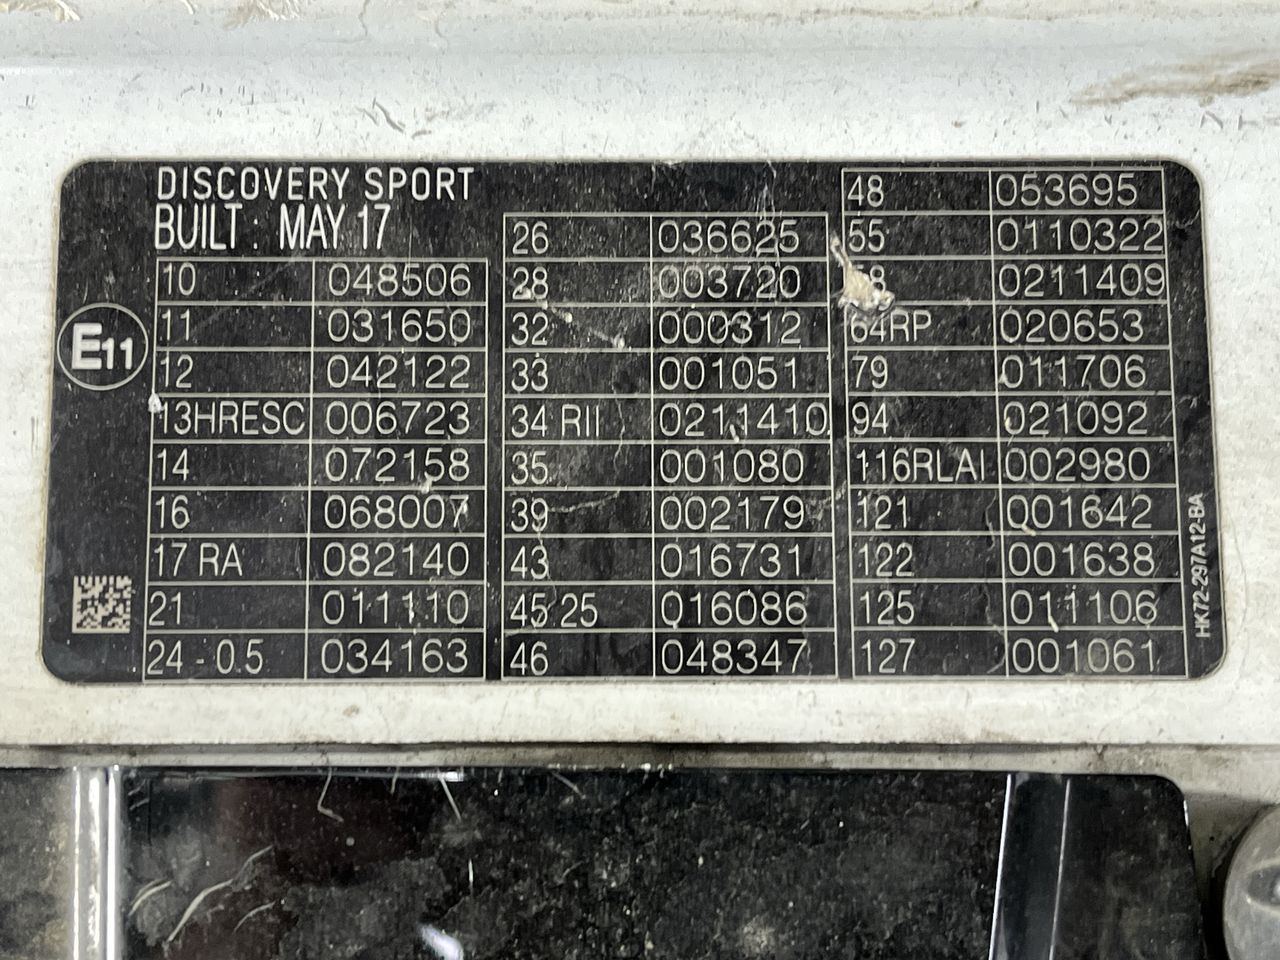 DISCOVERY SPORT
BUILT : MAY 17
E11
10 048506
11 031650
12 042122
13HRESC 006723
14 072158
16 068007
17 RA 082140
21 011110
24 - 0.5 034163
26 036625
28 003720
32 000312
33 001051
34 RII 0211410
35 001080
39 002179
43 016731
45 25 016086
46 048347
48 053695
55 0110322
0211409
64RP 020653
79 011706
94 021092
116RLAI 002980
121 001642
122 001638
125 011106
127 001061
HK72-297A12-BA